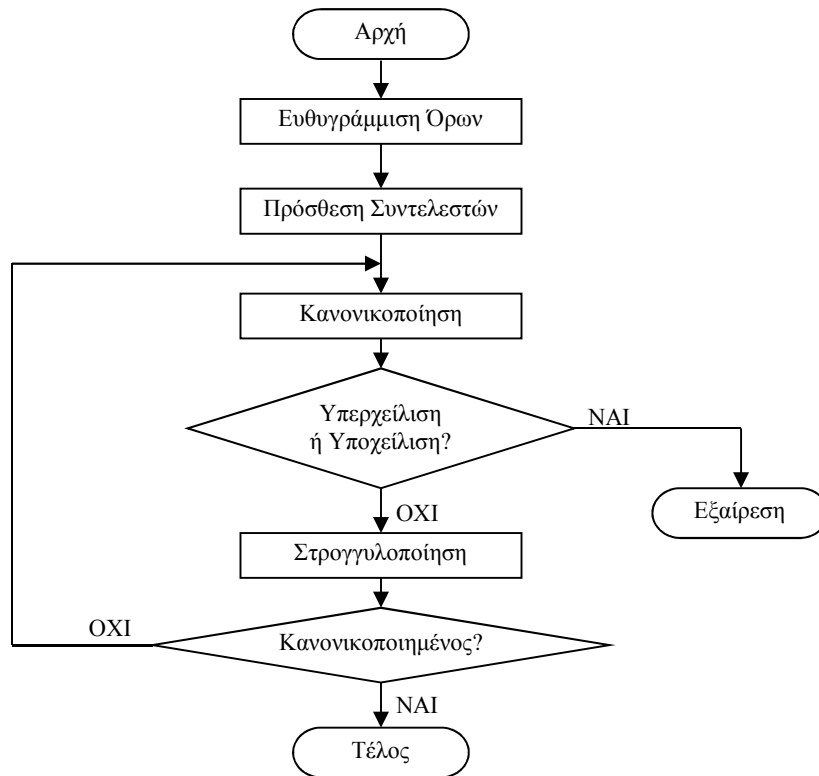 Αρχή
Ευθυγράμμιση Όρων
Πρόσθεση Συντελεστών
Κανονικοποίηση
Υπερχείλιση
ή Υποχείλιση?
ΝΑΙ
Εξαίρεση
ΟΧΙ
Στρογγυλοποίηση
ΟΧΙ
Κανονικοποιημένος?
ΝΑΙ
Τέλος